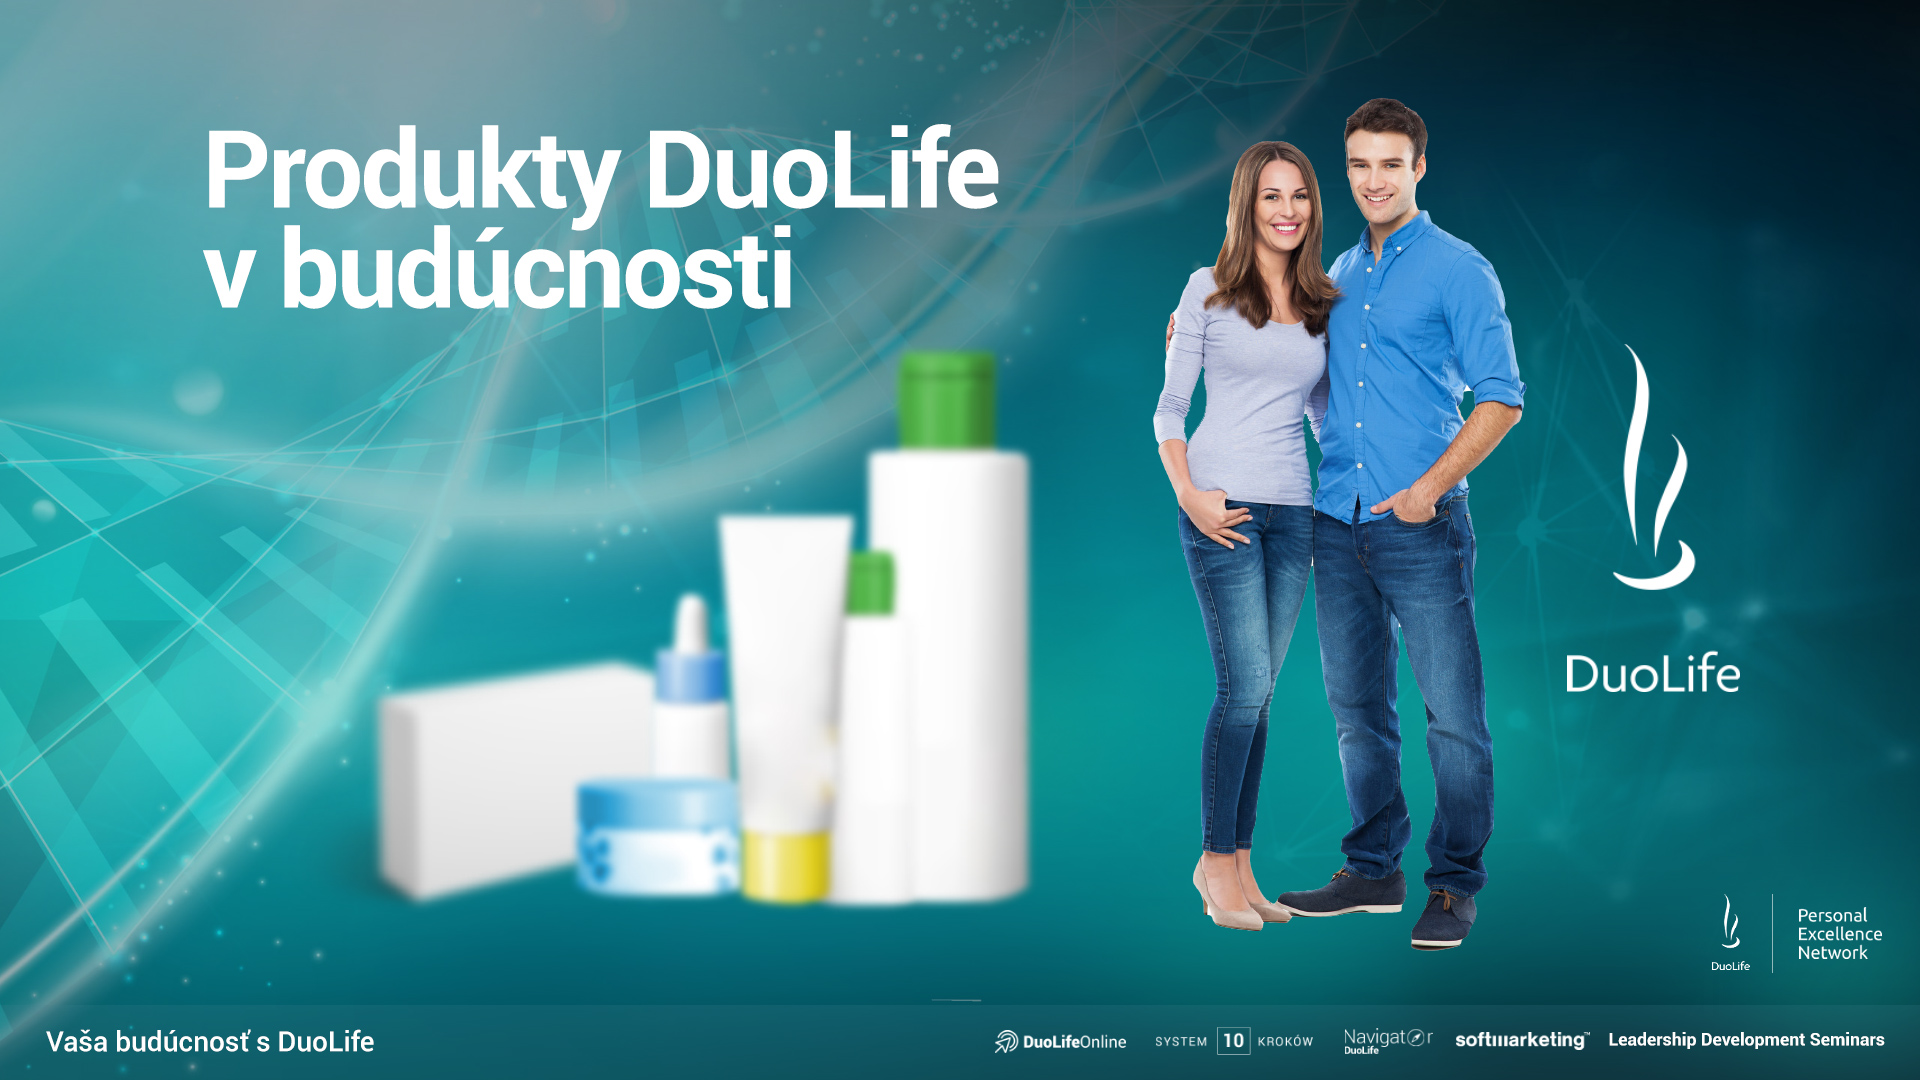 Produkty DuoLife
v budúcnosti
DuoLife
Personal
Excellence
Network
DuoLife
Vaša budúcnosť s DuoLife
DuoLifeOnline
SYSTEM 10 KROKÓW
Navigator
DuoLife
softmarketing™
Leadership Development Seminars